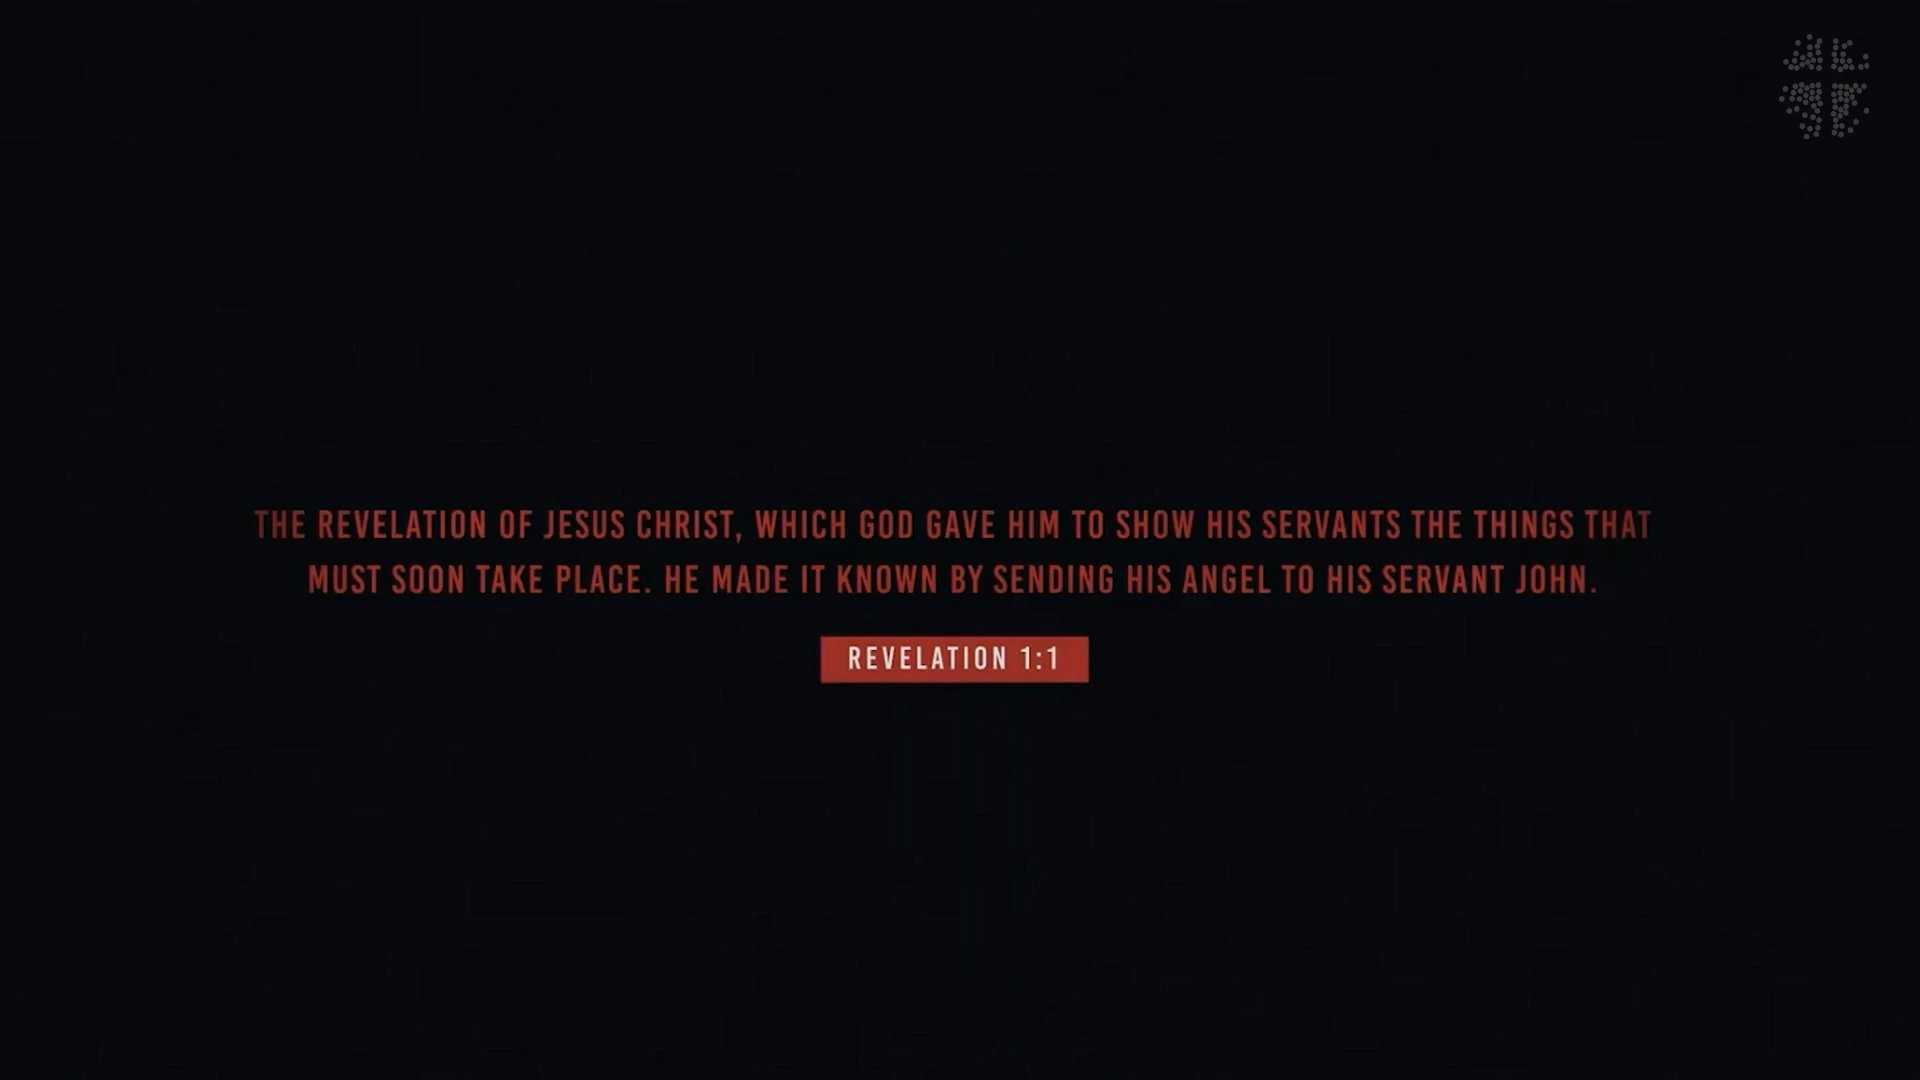 THE REVELATION OF JESUS CHRIST, WHICH GOD GAVE HIM TO SHOW HIS SERVANTS THE THINGS THAT
MUST SOON TAKE PLACE. HE MADE IT KNOWN BY SENDING HIS ANGEL TO HIS SERVANT JOHN.
REVELATION 1:1